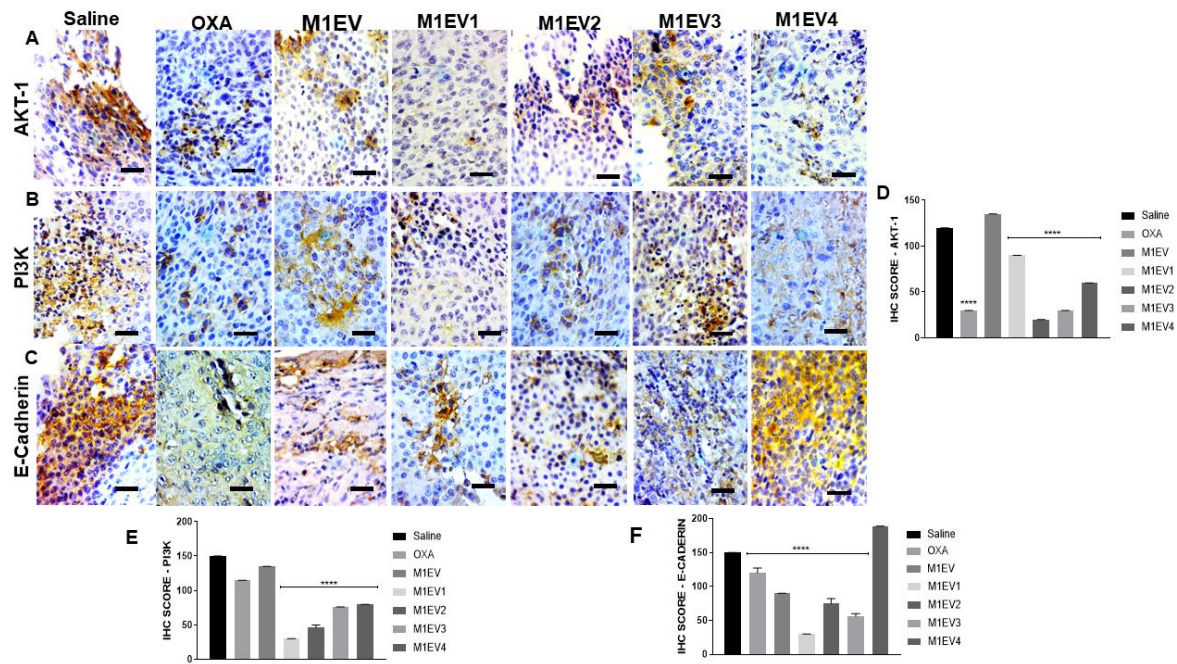 Saline OXA M1EV M1EV1 M1EV2 M1EV3 M1EV4
A
AKT-1
B
PI3K
C
E-Cadherin
D
IHC SCORE - AKT-1
150
100
50
0
****
****
Saline
OXA
M1EV
M1EV1
M1EV2
M1EV3
M1EV4
E
IHC SCORE - PI3K
200
150
100
50
0
****
Saline
OXA
M1EV
M1EV1
M1EV2
M1EV3
M1EV4
F
IHC SCORE - E-CADERIN
200
150
100
50
0
****
Saline
OXA
M1EV
M1EV1
M1EV2
M1EV3
M1EV4